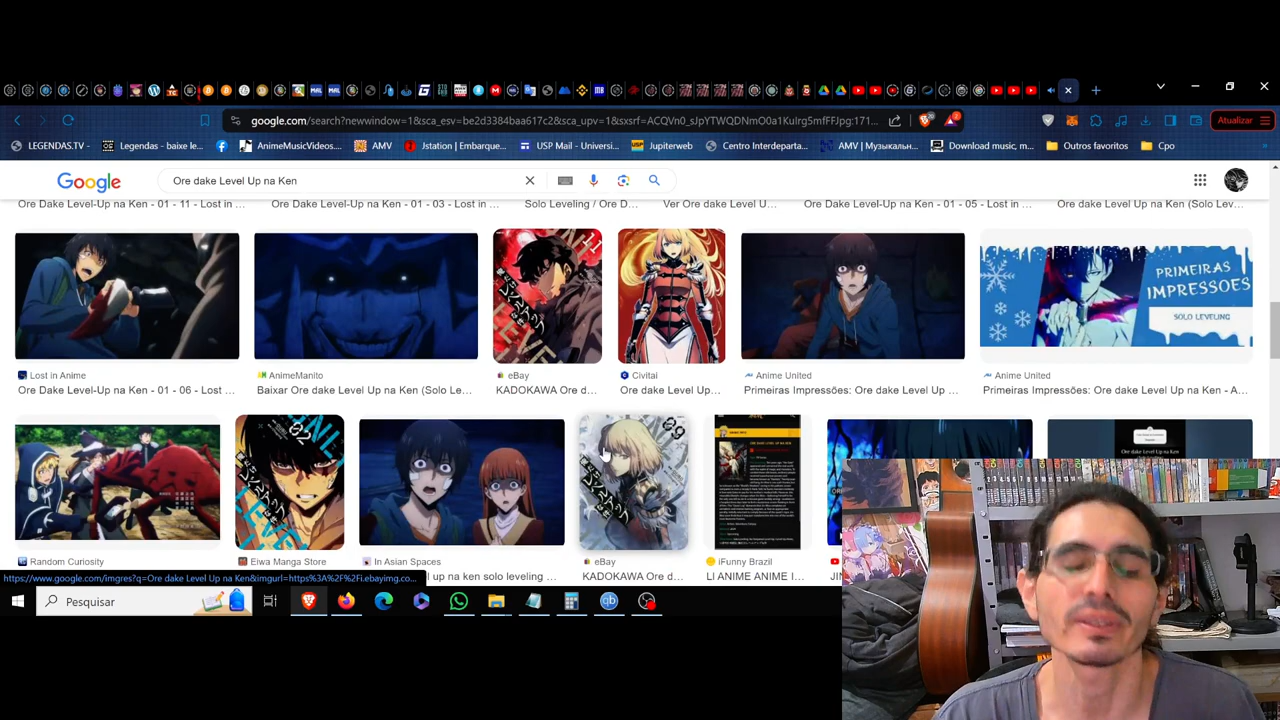 google.com/search?newwindow=1&sca_esv=be2d3384baa617c2&sca_upv=1&sxsrf=ACQVn0_sJpYTWQDNmO0a1KuIrg5mfFFJpg:171...
Atualizar
LEGENDAS.TV -
Legendas - baixe le...
AnimeMusicVideos....
AMV
Jstation | Embarque...
USP Mail - Universi...
Jupiterweb
Centro Interdeparta...
AMV | Музыкальн...
Download music, m...
Outros favoritos
Cpo
Google
Ore dake Level Up na Ken
Ore Dake Level-Up na Ken - 01 - 11 - Lost in ...
Ore Dake Level-Up na Ken - 01 - 03 - Lost in ...
Solo Leveling / Ore D...
Ver Ore dake Level U...
Ore Dake Level-Up na Ken - 01 - 05 - Lost in ...
Ore Dake Level-Up na Ken (Solo Lev...
11
PRIMEIRAS
IMPRESSOES
SOLO LEVELING
Lost in Anime
AnimeManito
eBay
Civitai
Anime United
Anime United
Ore Dake Level-Up na Ken - 01 - 06 - Lost ...
Baixar Ore dake Level Up na Ken (Solo Le...
KADOKAWA Ore d...
Ore dake Level Up...
Primeiras Impressões: Ore dake Level Up ...
Primeiras Impressões: Ore dake Level Up na Ken - A...
02
09
Random Curiosity
Eiwa Manga Store
In Asian Spaces
eBay
iFunny Brazil
https://www.google.com/imgres?q=Ore dake Level Up na Ken&imgurl=https%3A%2F%2Fi.ebayimg.co...
el up na ken solo leveling ...
KADOKAWA Ore d...
LI ANIME ANIME I...
Pesquisar